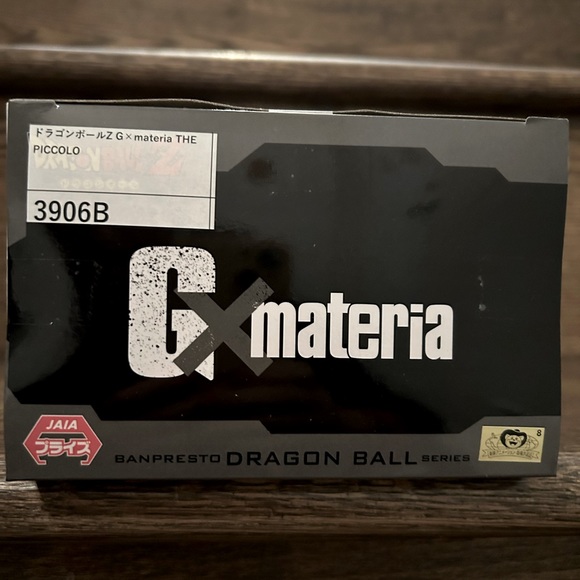 ドラゴンボールZ G×materia THE
PICCOLO
3906B
G×materia
JAIA
プライズ
BANPRESTO DRAGON BALL SERIES
8